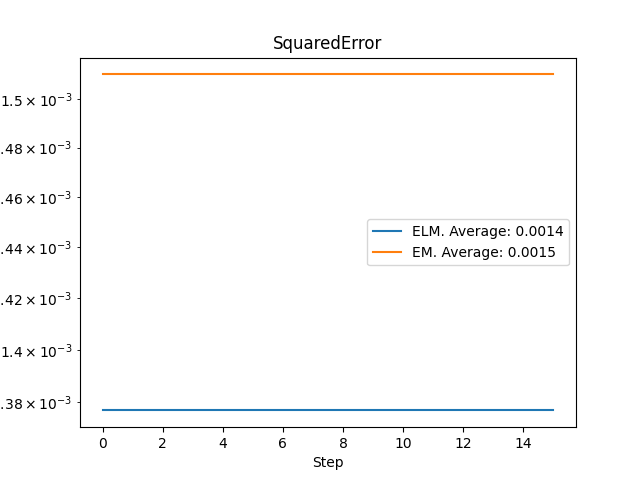 SquaredError
1.5 × 10⁻³
.48 × 10⁻³
.46 × 10⁻³
.44 × 10⁻³
.42 × 10⁻³
1.4 × 10⁻³
.38 × 10⁻³
ELM. Average: 0.0014
EM. Average: 0.0015
0 2 4 6 8 10 12 14
Step